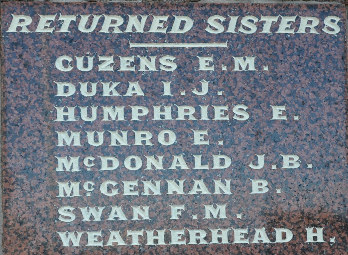 RETURNED SISTERS
CUZENS E.M.
DUKA I.J.
HUMPHRIES E.
MUNRO E.
McDONALD J.B.
McGENNAN B.
SWAN F.M.
WEATHERHEAD H.